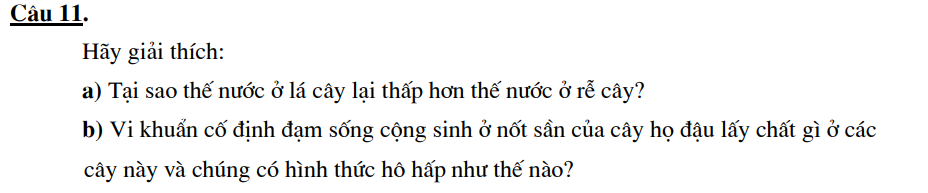 Câu 11.
Hãy giải thích:
a) Tại sao thế nước ở lá cây lại thấp hơn thế nước ở rễ cây?
b) Vi khuẩn cố định đạm sống cộng sinh ở nốt sần của cây họ đậu lấy chất gì ở các
cây này và chúng có hình thức hô hấp như thế nào?